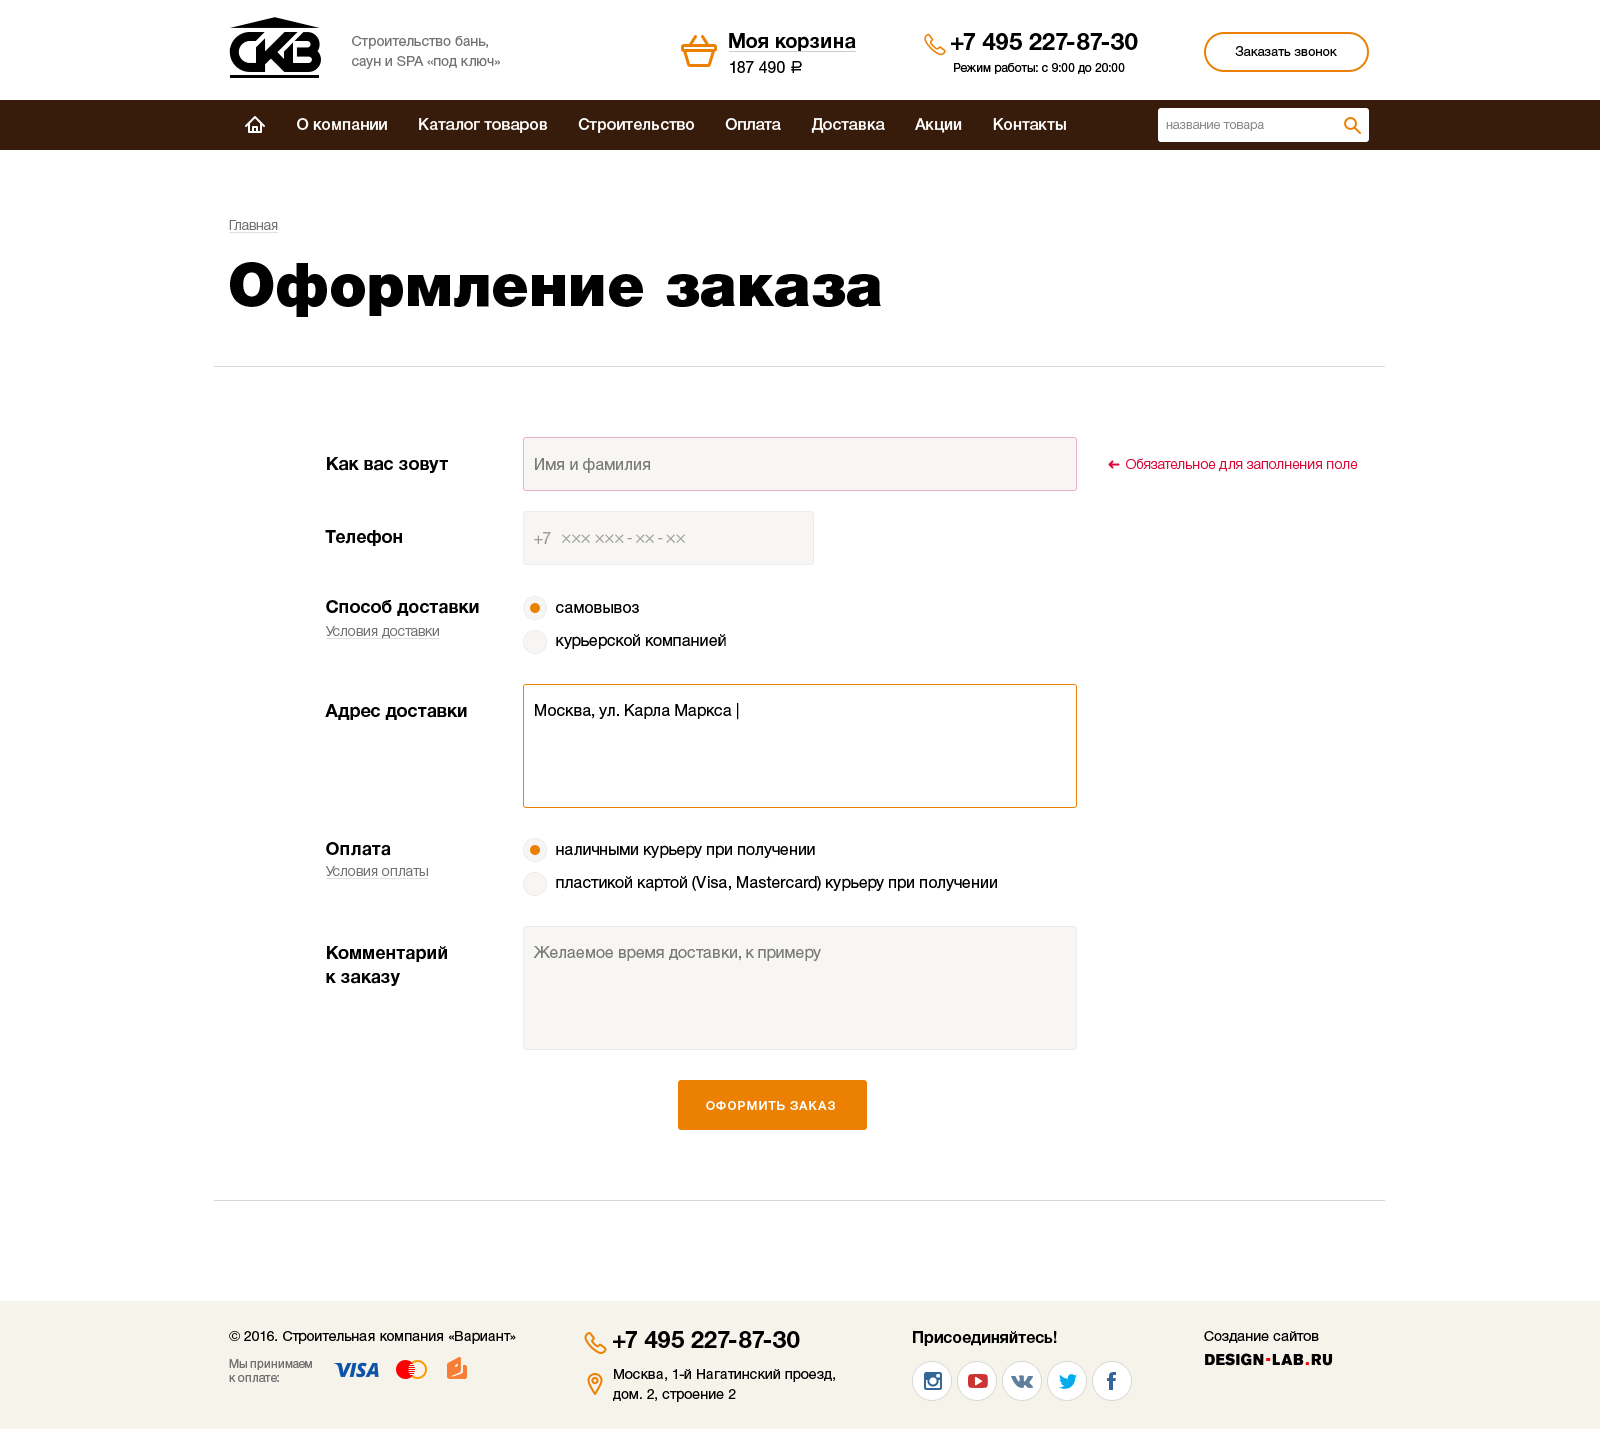 СКВ
Строительство бань,
саун и SPA «под ключ»
Моя корзина
187 490 ₽
+7 495 227-87-30
Режим работы: с 9:00 до 20:00
Заказать звонок
О компании
Каталог товаров
Строительство
Оплата
Доставка
Акции
Контакты
название товара
Главная
Оформление заказа
Как вас зовут
Имя и фамилия
Обязательное для заполнения поле
Телефон
+7 ××× ××× - ×× - ××
Способ доставки
Условия доставки
самовывоз
курьерской компанией
Адрес доставки
Москва, ул. Карла Маркса |
Оплата
Условия оплаты
наличными курьеру при получении
пластикой картой (Visa, Mastercard) курьеру при получении
Комментарий
к заказу
Желаемое время доставки, к примеру
ОФОРМИТЬ ЗАКАЗ
© 2016. Строительная компания «Вариант»
Мы принимаем
к оплате:
VISA
+7 495 227-87-30
Москва, 1-й Нагатинский проезд,
дом. 2, строение 2
Присоединяйтесь!
Создание сайтов
DESIGN-LAB.RU